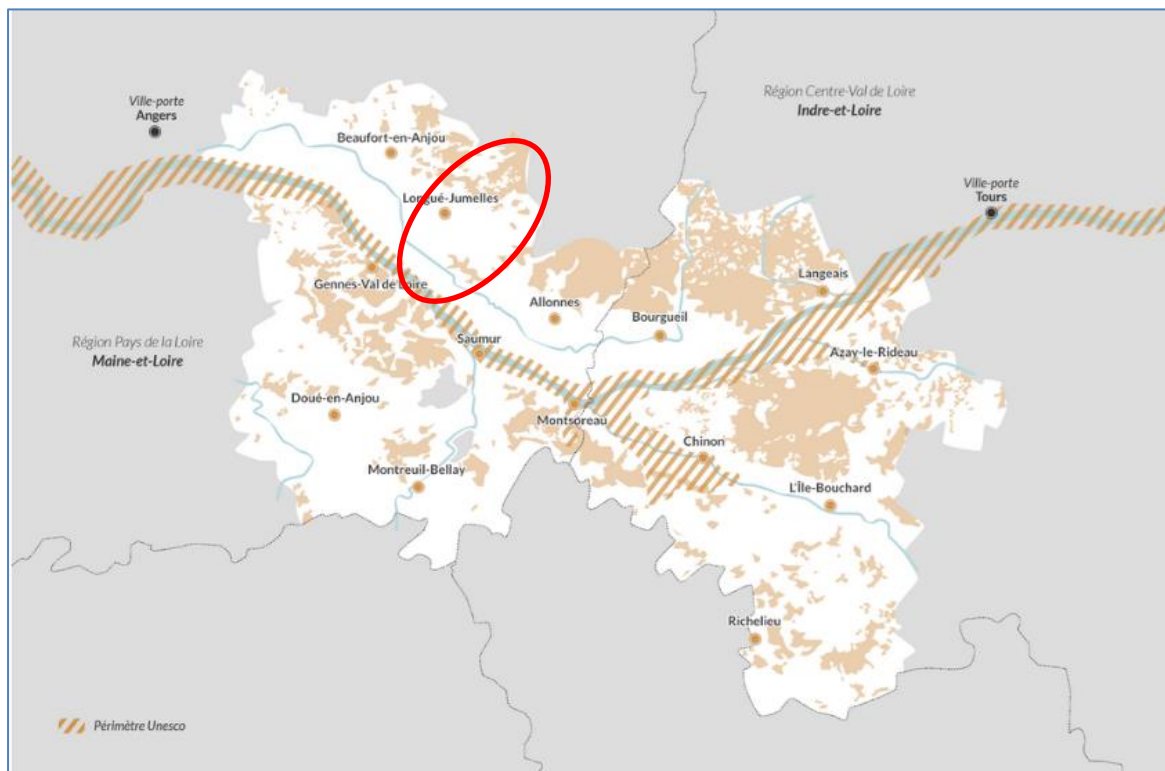 Ville-porte
Angers
Région Centre-Val de Loire
Indre-et-Loire
Beaufort-en-Anjou
Longué-Jumelles
Ville-porte
Tours
Gennes-Val de Loire
Langeais
Allonnes
Bourgueil
Région Pays de la Loire
Maine-et-Loire
Saumur
Azay-le-Rideau
Doué-en-Anjou
Montsoreau
Chinon
Montreuil-Bellay
L'Île-Bouchard
Richelieu
Périmètre Unesco